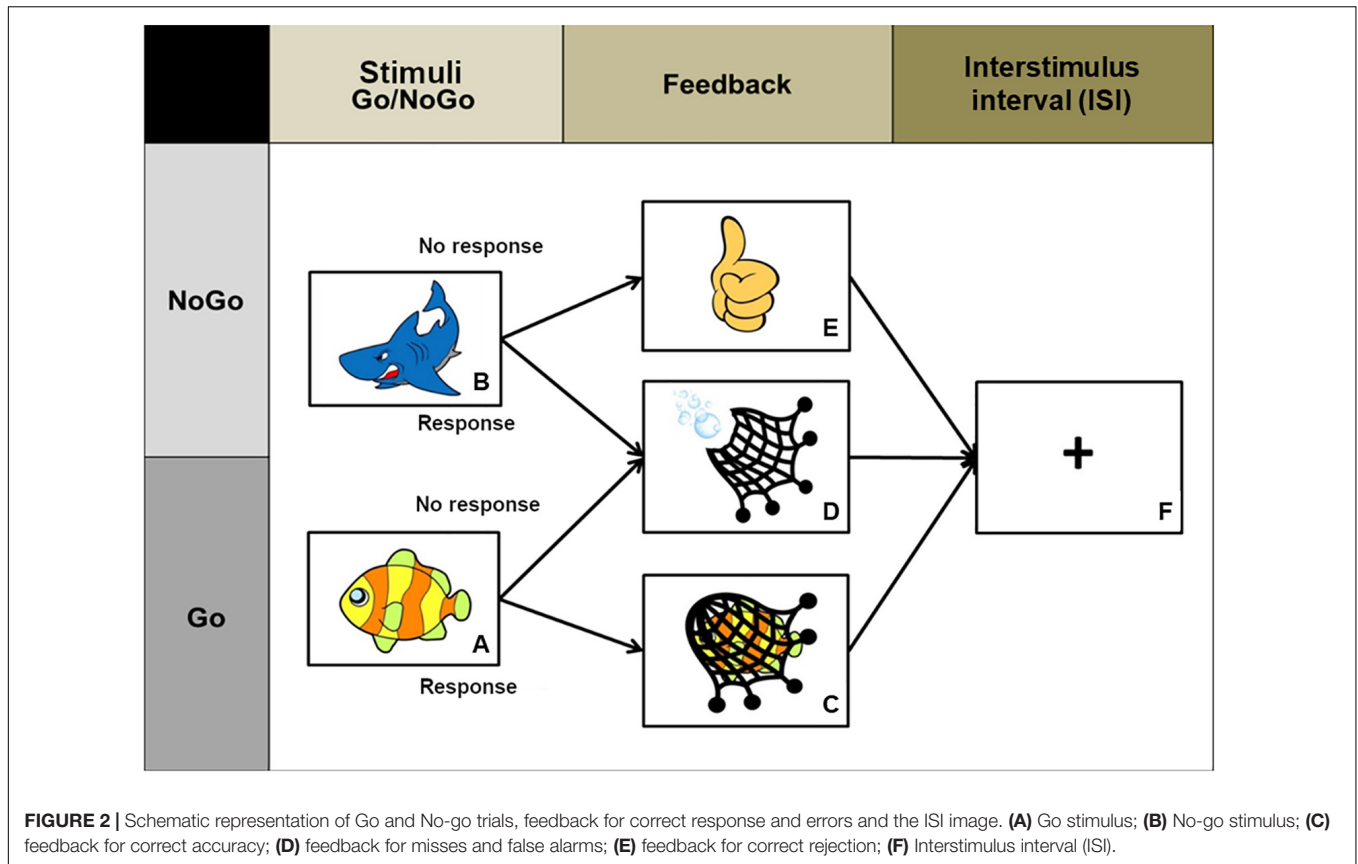 Stimuli
Go/NoGo
Feedback
Interstimulus
interval (ISI)
NoGo
No response
B
Response
E
D
F
+
Go
No response
A
Response
C
FIGURE 2 | Schematic representation of Go and No-go trials, feedback for correct response and errors and the ISI image. (A) Go stimulus; (B) No-go stimulus; (C)
feedback for correct accuracy; (D) feedback for misses and false alarms; (E) feedback for correct rejection; (F) Interstimulus interval (ISI).